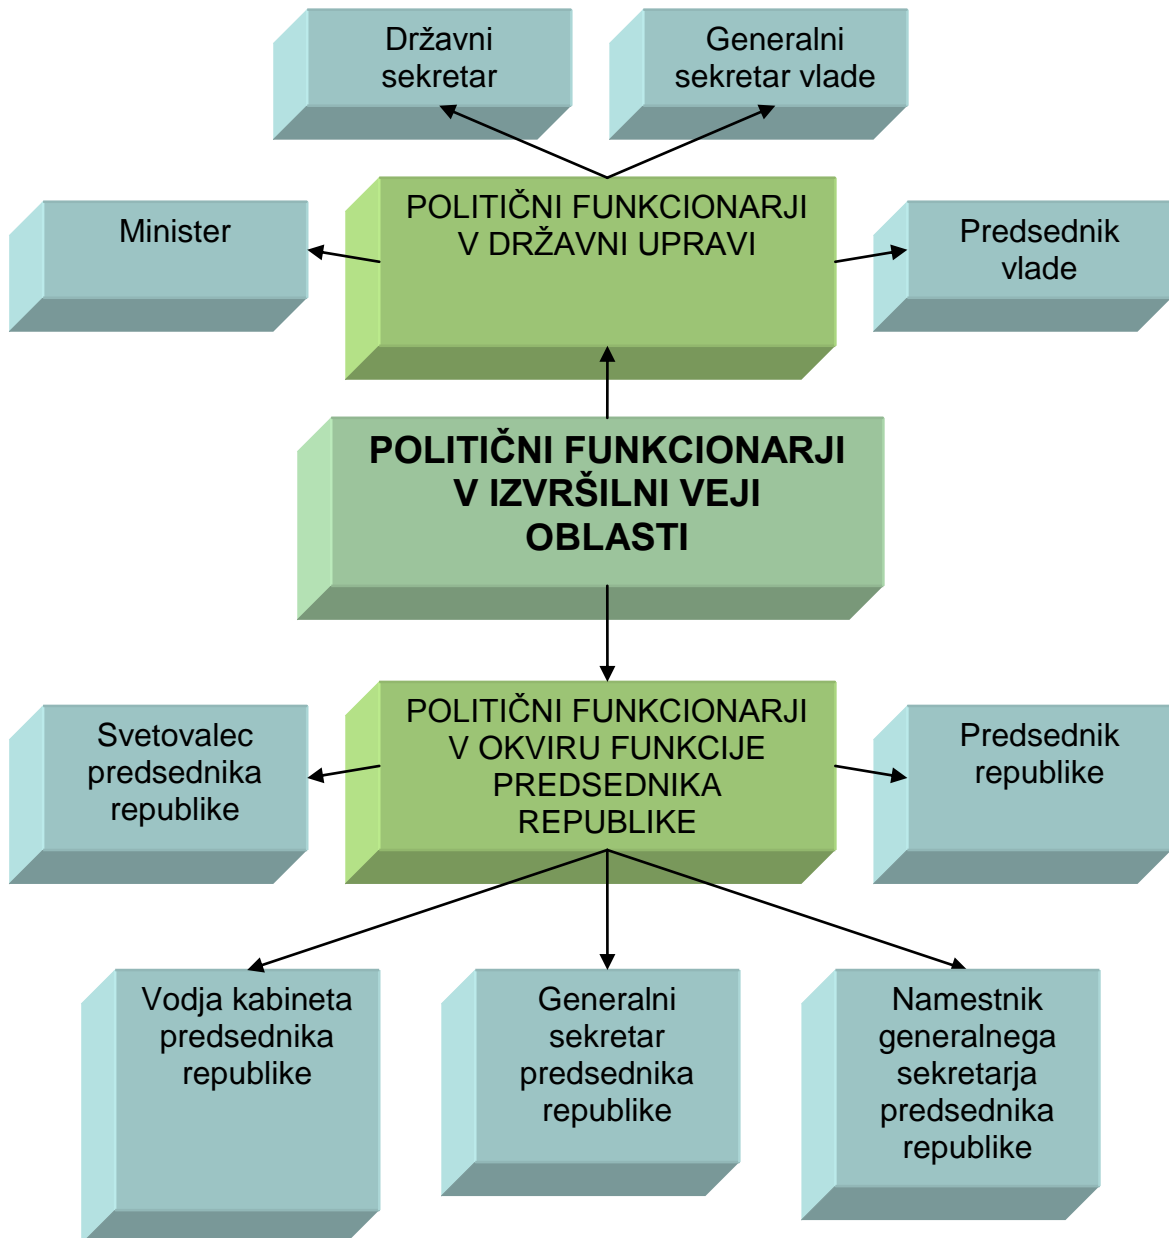 Državni
sekretar
Generalni
sekretar vlade
Minister
POLITIČNI FUNKCIONARJI
V DRŽAVNI UPRAVI
Predsednik
vlade
POLITIČNI FUNKCIONARJI
V IZVRŠILNI VEJI
OBLASTI
Svetovalec
predsednika
republike
POLITIČNI FUNKCIONARJI
V OKVIRU FUNKCIJE
PREDSEDNIKA
REPUBLIKE
Predsednik
republike
Vodja kabineta
predsednika
republike
Generalni
sekretar
predsednika
republike
Namestnik
generalnega
sekretarja
predsednika
republike